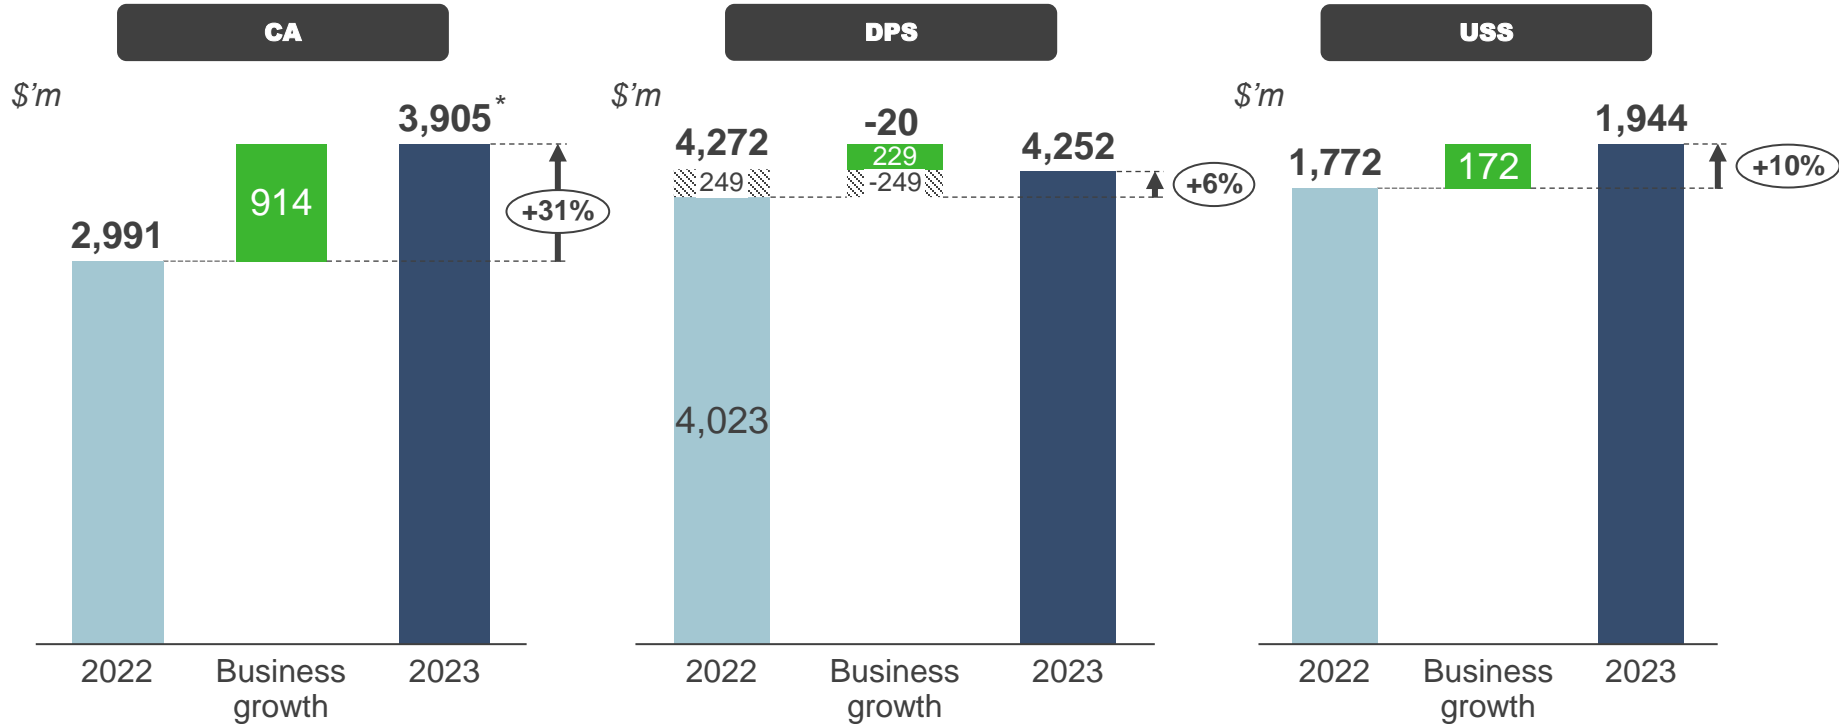 CA
$'m
2,991
914
3,905*
+31%
2022
Business
growth
2023
DPS
$'m
4,272
249
4,023
-20
229
-249
4,252
+6%
2022
Business
growth
2023
USS
$'m
1,772
172
1,944
+10%
2022
Business
growth
2023